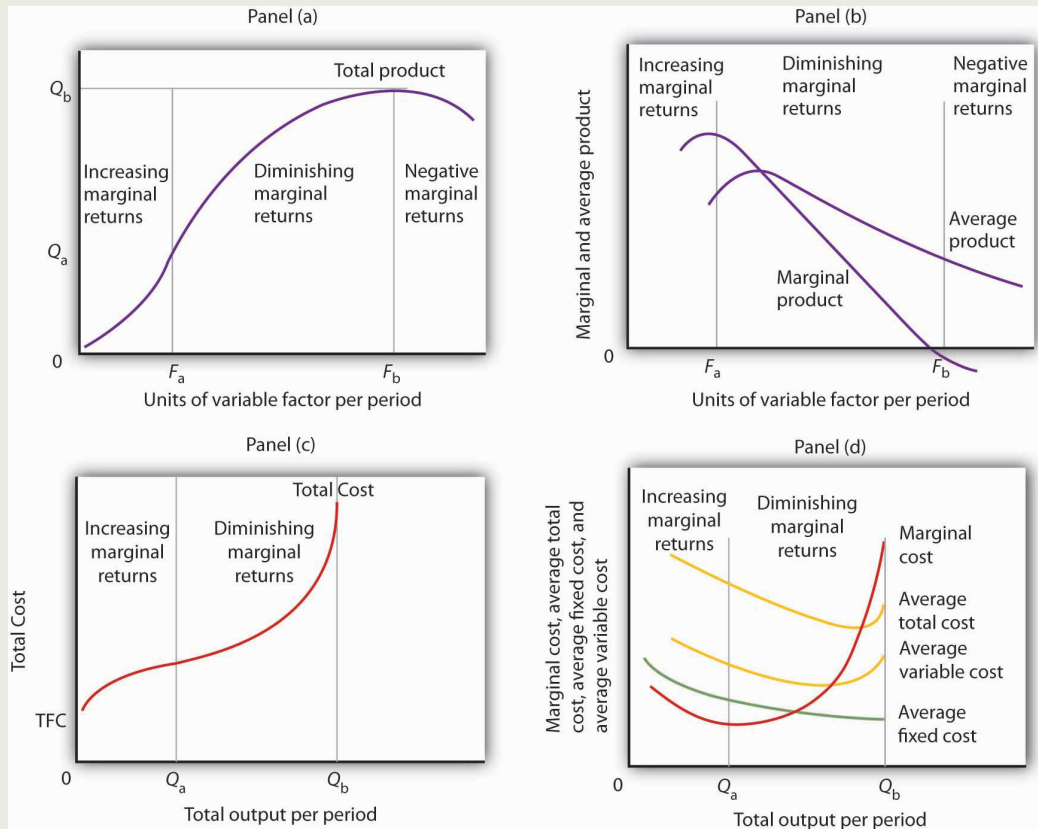 Panel (a)
Total product
Q_b
Increasing
marginal
returns
Diminishing
marginal
returns
Negative
marginal
returns
Q_a
0
F_a
F_b
Units of variable factor per period
Panel (b)
Marginal and average product
Increasing
marginal
returns
Diminishing
marginal
returns
Negative
marginal
returns
Average
product
Marginal
product
0
F_a
F_b
Units of variable factor per period
Panel (c)
Total Cost
Total Cost
Increasing
marginal
returns
Diminishing
marginal
returns
TFC
0
Q_a
Q_b
Total output per period
Panel (d)
Marginal cost, average total
cost, average fixed cost, and
average variable cost
Increasing
marginal
returns
Diminishing
marginal
returns
Marginal
cost
Average
total cost
Average
variable cost
Average
fixed cost
0
Q_a
Q_b
Total output per period